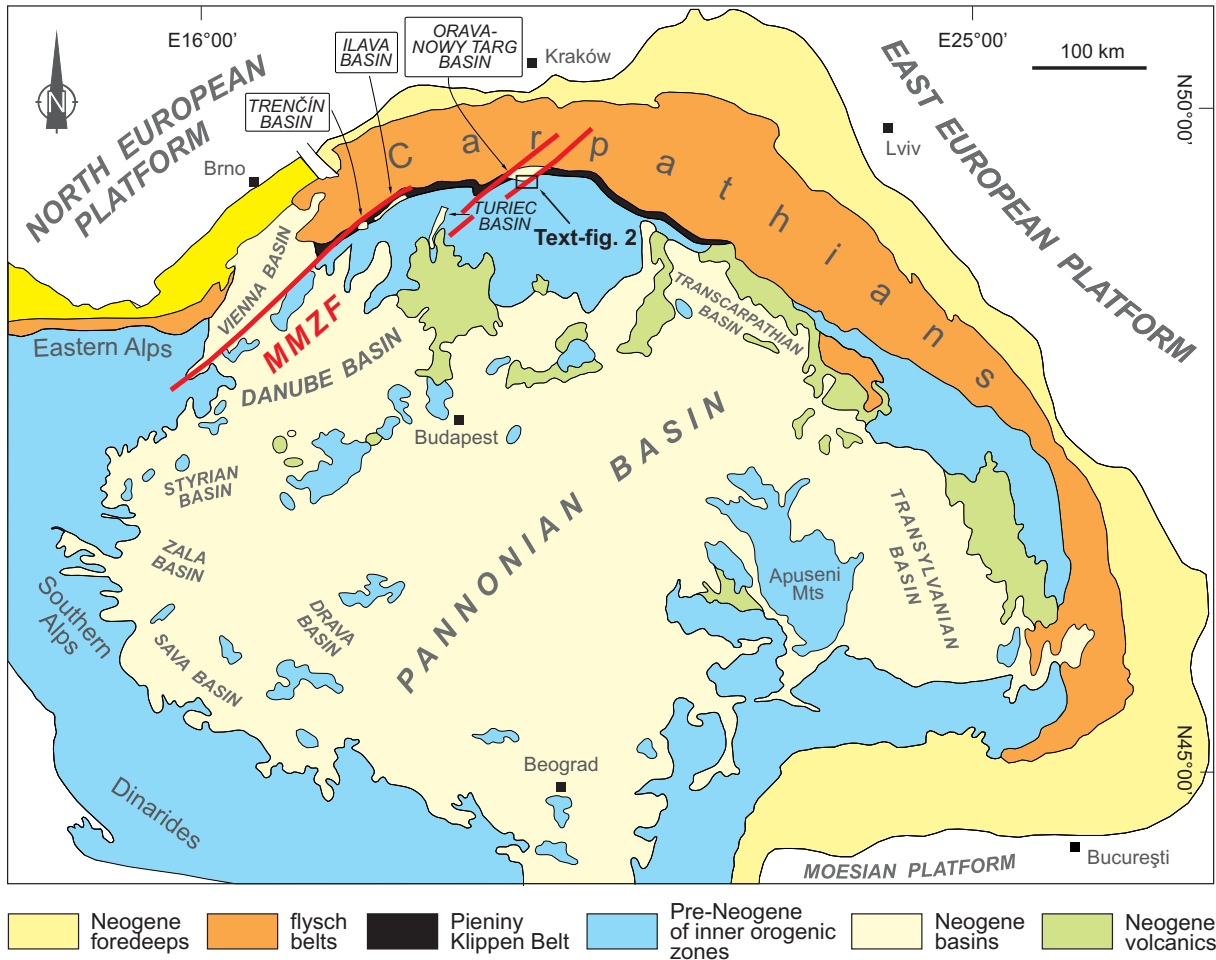 E16°00'
E25°00'
100 km
N
N50°00'
N45°00'
NORTH EUROPEAN
PLATFORM
EAST EUROPEAN PLATFORM
ILAVA
BASIN
ORAVA-
NOWY TARG
BASIN
TRENČÍN
BASIN
Kraków
Brno
Lviv
Carpathians
TURIEC
BASIN
Text-fig. 2
VIENNA BASIN
Eastern Alps
MMZF
DANUBE BASIN
TRANSCARPATHIAN
BASIN
Budapest
STYRIAN
BASIN
PANNONIAN BASIN
ZALA
BASIN
Southern
Alps
DRAVA
BASIN
SAVA BASIN
Apuseni
Mts
TRANSYLVANIAN
BASIN
Beograd
Dinarides
MOESIAN PLATFORM
Bucureşti
Neogene
foredeeps
flysch
belts
Pieniny
Klippen Belt
Pre-Neogene
of inner orogenic
zones
Neogene
basins
Neogene
volcanics